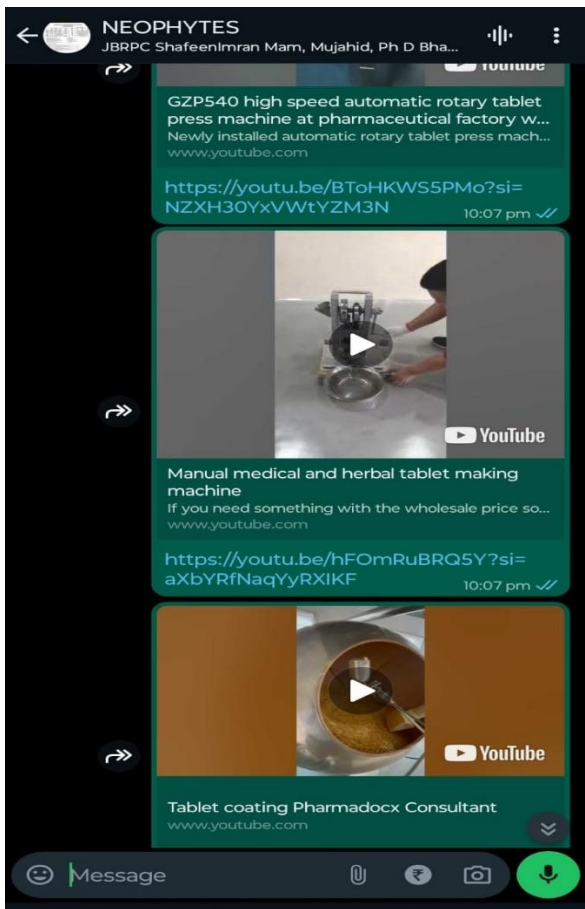 NEOPHYTES
JBRPC ShafeenImran Mam, Mujahid, Ph D Bha...
YouTube
GZP540 high speed automatic rotary tablet
press machine at pharmaceutical factory w...
Newly installed automatic rotary tablet press mach...
www.youtube.com
https://youtu.be/BToHKWS5PMo?si=
NZXH30YxVWtYZM3N
10:07 pm
YouTube
Manual medical and herbal tablet making
machine
If you need something with the wholesale price so...
www.youtube.com
https://youtu.be/hFOmRuBRQ5Y?si=
aXbYRfNaqYyRXIKF
10:07 pm
YouTube
Tablet coating Pharmadocx Consultant
www.youtube.com
Message
₹